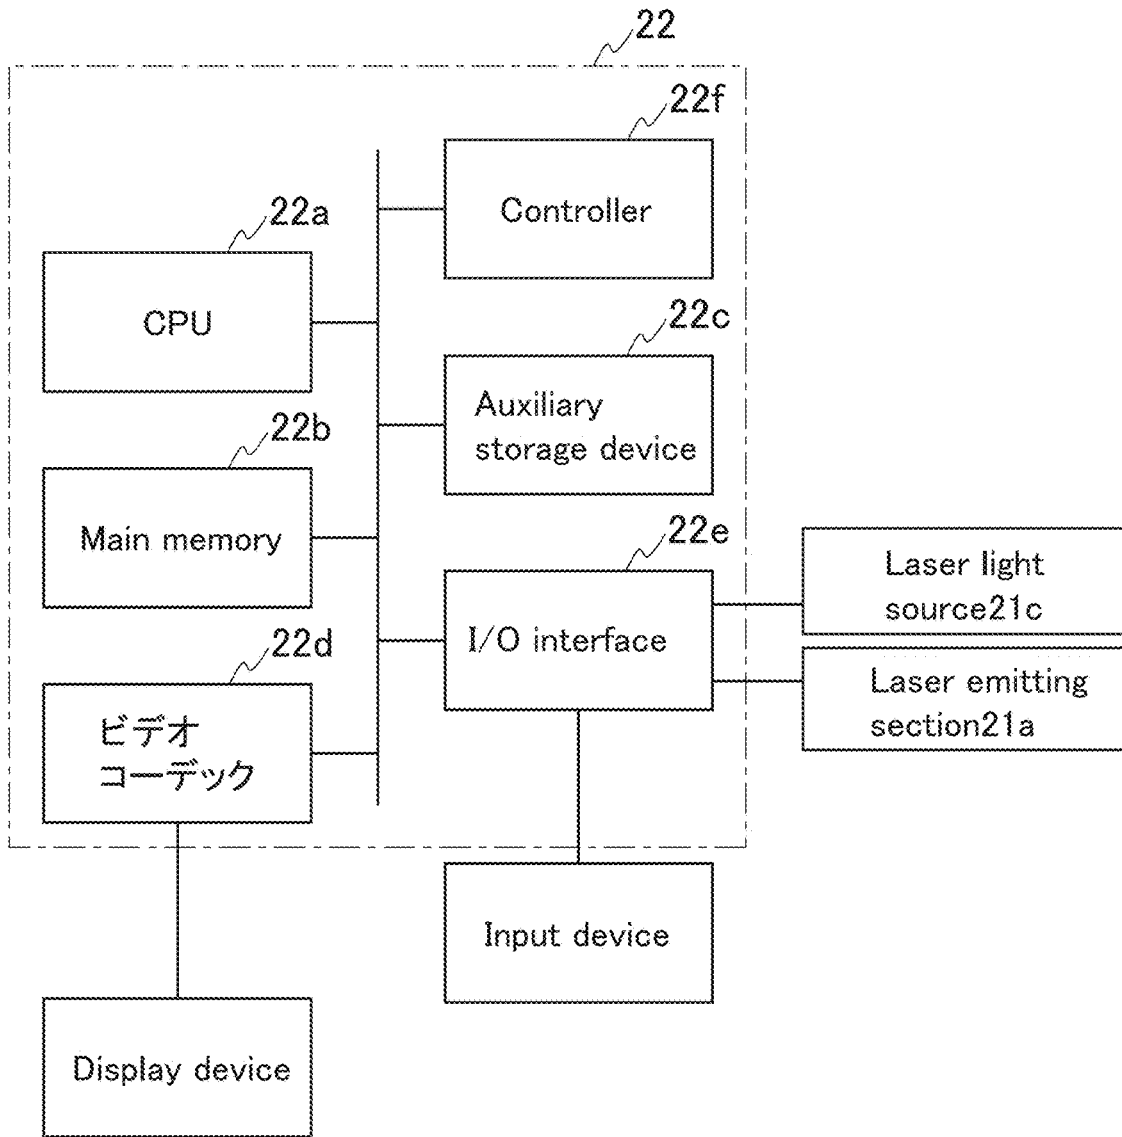 22
22f
Controller
22a
CPU
22c
Auxiliary
storage device
22b
Main memory
22e
I/O interface
Laser light
source21c
Laser emitting
section21a
22d
ビデオ
コーデック
Input device
Display device